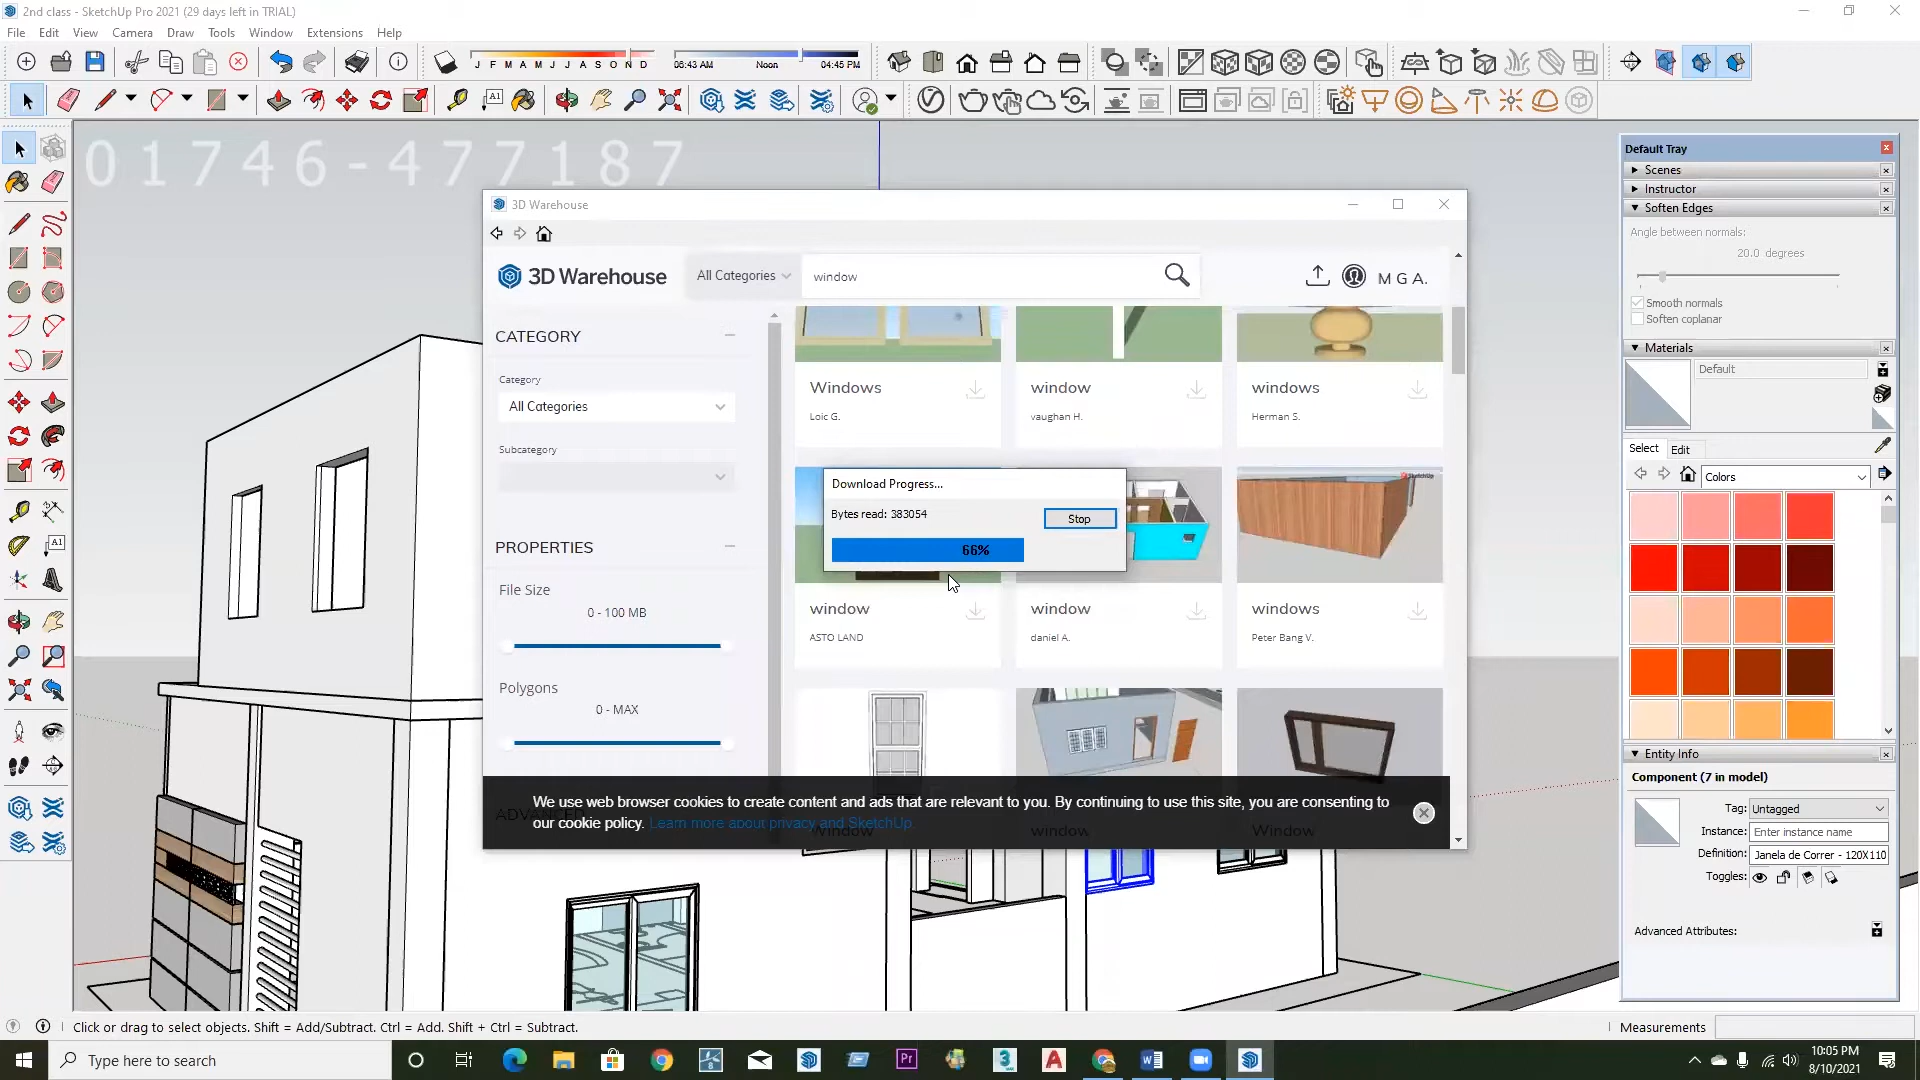 2nd class - SketchUp Pro 2021 (29 days left in TRIAL)
File Edit View Camera Draw Tools Window Extensions Help
J F M A M J J A S O N D 06:43 AM Noon 04:45 PM
01746-477187
3D Warehouse
3D Warehouse All Categories window M G A.
CATEGORY
Category
All Categories
Subcategory
PROPERTIES
File Size
0 - 100 MB
Polygons
0 - MAX
Windows window windows
Loic G. vaughan H. Herman S.
Download Progress...
Bytes read: 383054 Stop
66%
SketchUp
window window windows
ASTO LAND daniel A. Peter Bang V.
We use web browser cookies to create content and ads that are relevant to you. By continuing to use this site, you are consenting to
our cookie policy. Learn more about privacy and SketchUp.
ADVANCED
window window Window
Default Tray
Scenes
Instructor
Soften Edges
Angle between normals:
20.0 degrees
Smooth normals
Soften coplanar
Materials
Default
Select Edit
Colors
Entity Info
Component (7 in model)
Tag: Untagged
Instance: Enter instance name
Definition: Janela de Correr - 120X110
Toggles:
Advanced Attributes:
Click or drag to select objects. Shift = Add/Subtract. Ctrl = Add. Shift + Ctrl = Subtract.
Measurements
Type here to search
10:05 PM
8/10/2021